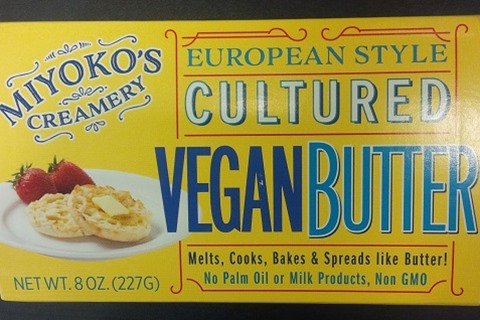 MIYOKO'S
CREAMERY
EUROPEAN STYLE
CULTURED
VEGAN BUTTER
Melts, Cooks, Bakes & Spreads like Butter!
No Palm Oil or Milk Products, Non GMO
NET WT. 8 OZ. (227G)